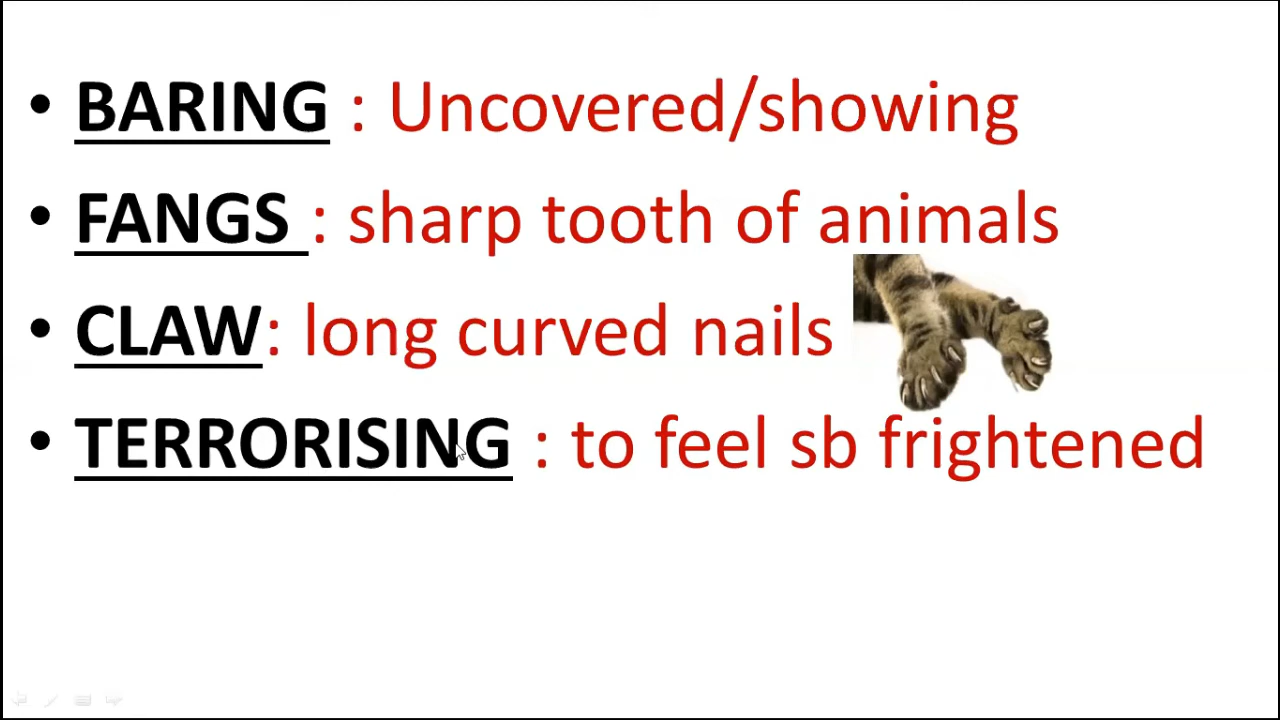 • BARING : Uncovered/showing
• FANGS : sharp tooth of animals
• CLAW: long curved nails
• TERRORISING : to feel sb frightened